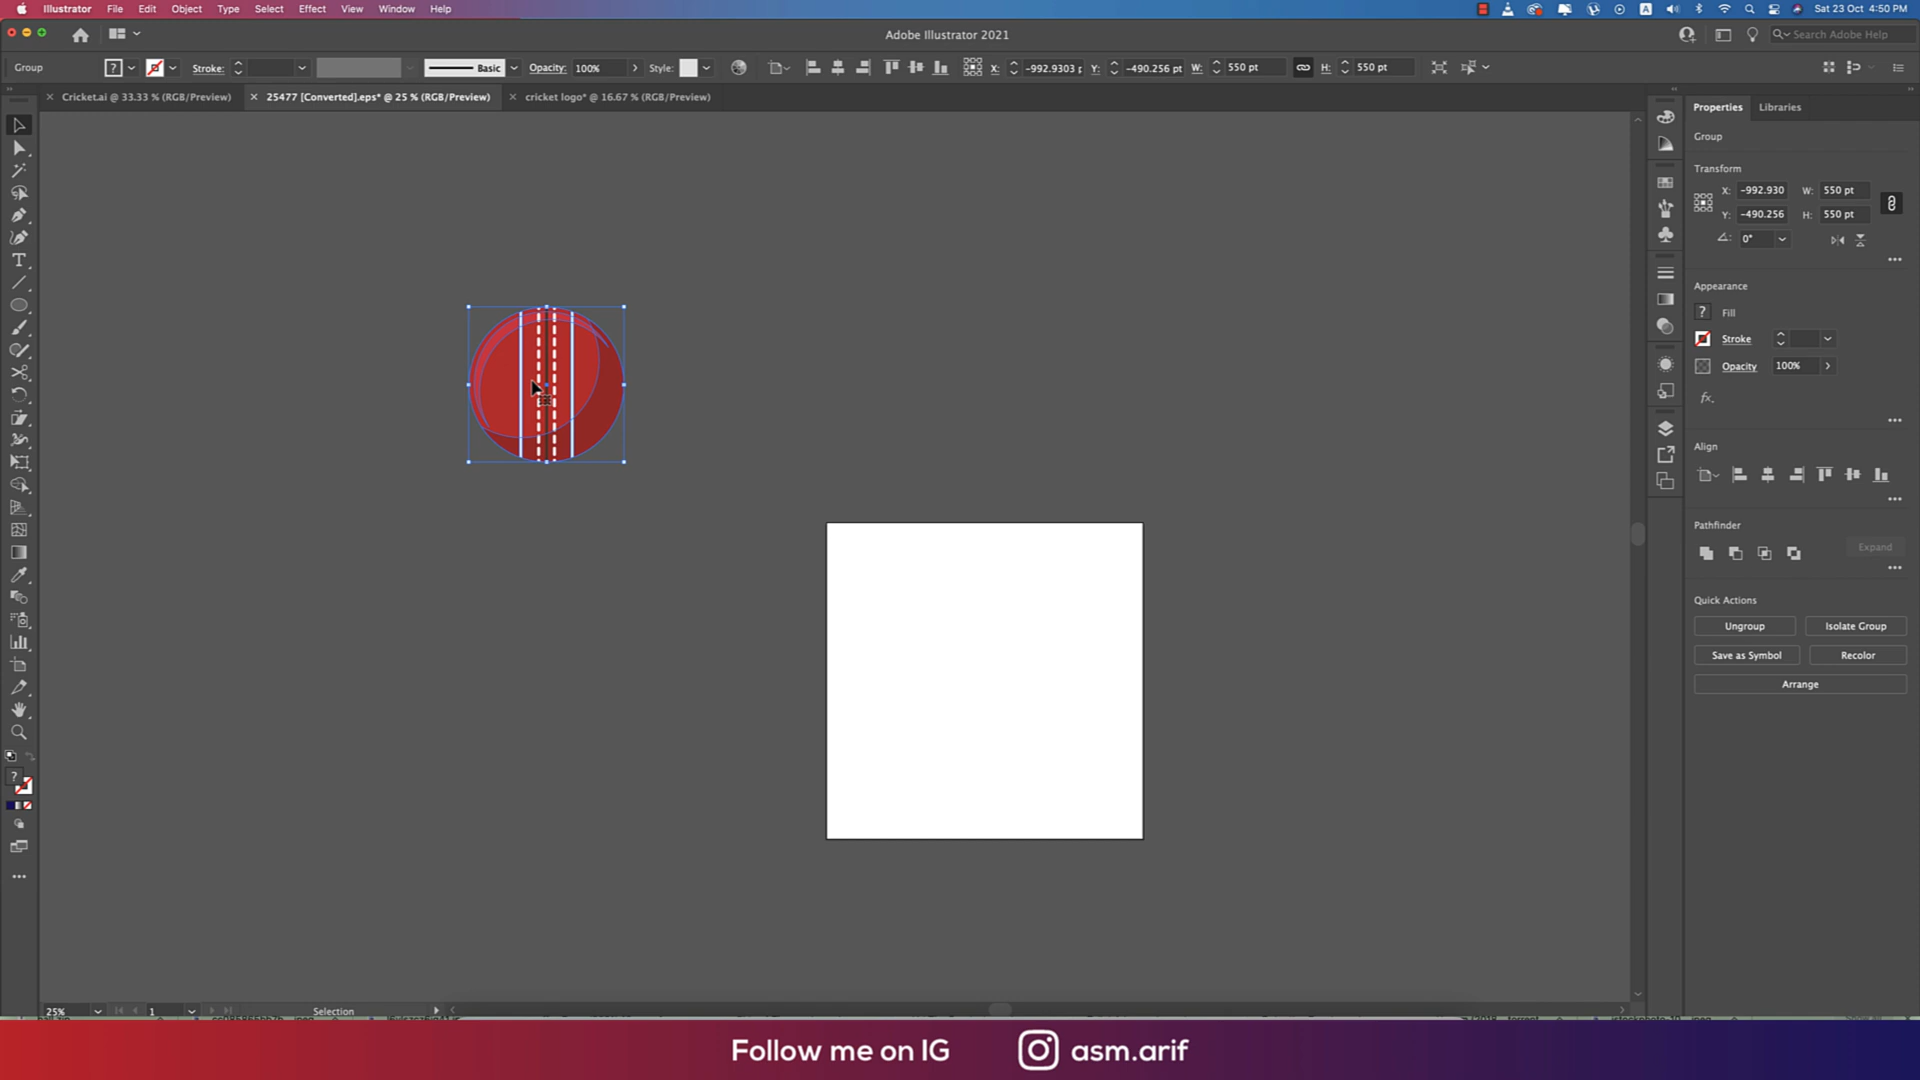 Illustrator File Edit Object Type Select Effect View Window Help
A Sat 23 Oct 4:50 PM
Adobe Illustrator 2021
Search Adobe Help
Group ? Stroke: Basic Opacity: 100% Style: X: -992.9303 p Y: -490.256 pt W: 550 pt H: 550 pt
Cricket.ai @ 33.33 % (RGB/Preview) 25477 [Converted].eps* @ 25 % (RGB/Preview) cricket logo* @ 16.67 % (RGB/Preview)
Properties Libraries
Group
Transform
X: -992.930 W: 550 pt
Y: -490.256 H: 550 pt
0°
Appearance
? Fill
Stroke
Opacity 100%
fx.
Align
Pathfinder
Expand
Quick Actions
Ungroup Isolate Group
Save as Symbol Recolor
Arrange
?
25% 1 Selection
Follow me on IG asm.arif